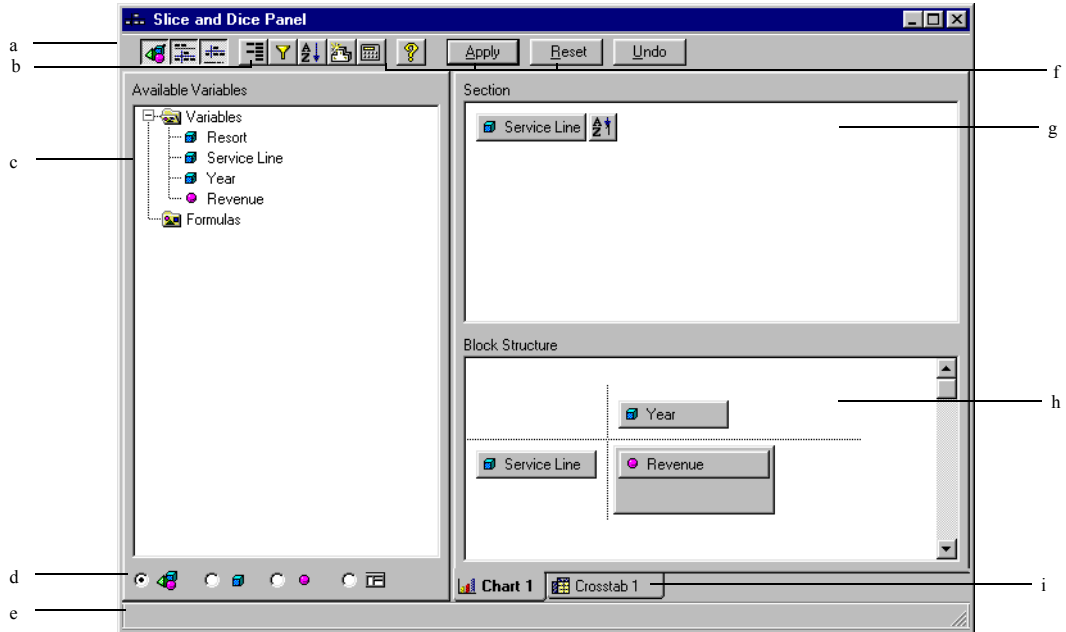 Slice and Dice Panel
a
b
Apply
Reset
Undo
f
Available Variables
Variables
Resort
Service Line
Year
Revenue
Formulas
c
Section
Service Line
A
Z
g
Block Structure
Year
Service Line
Revenue
h
d
Chart 1
Crosstab 1
i
e